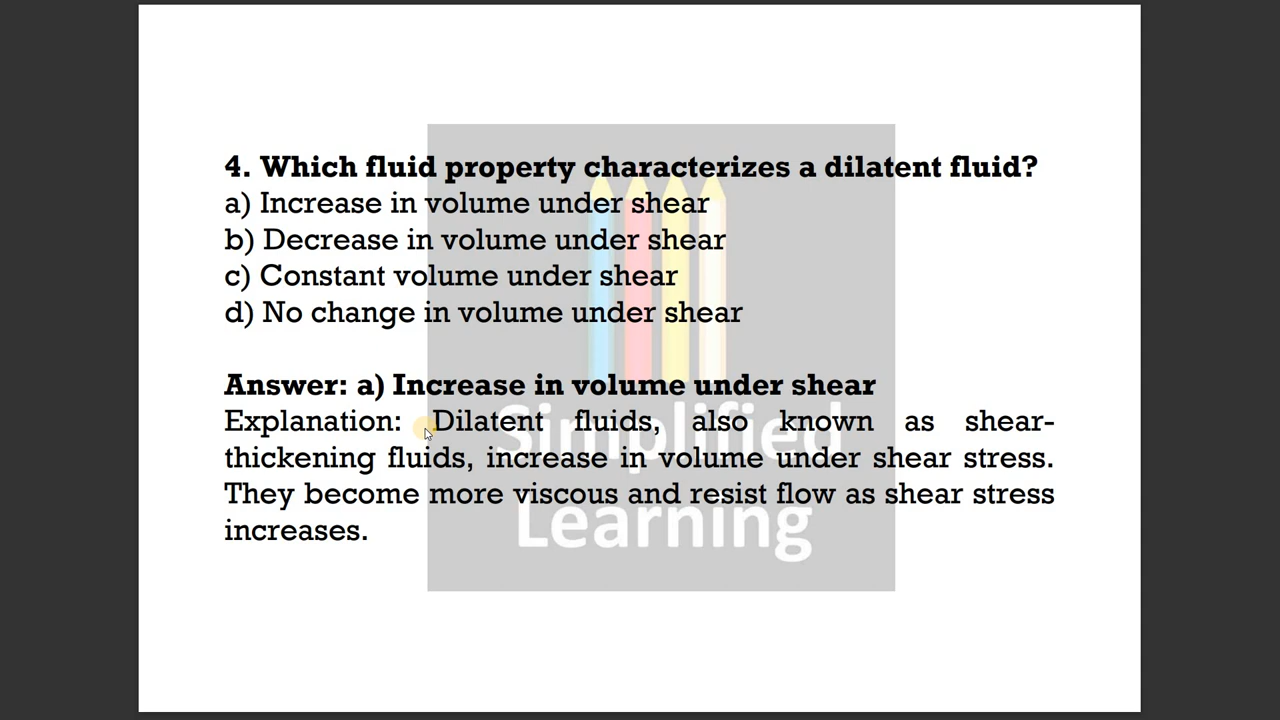 4. Which fluid property characterizes a dilatent fluid?
a) Increase in volume under shear
b) Decrease in volume under shear
c) Constant volume under shear
d) No change in volume under shear
Answer: a) Increase in volume under shear
Explanation: Dilatent fluids, also known as shear-
thickening fluids, increase in volume under shear stress.
They become more viscous and resist flow as shear stress
increases.
Simplified
Learning